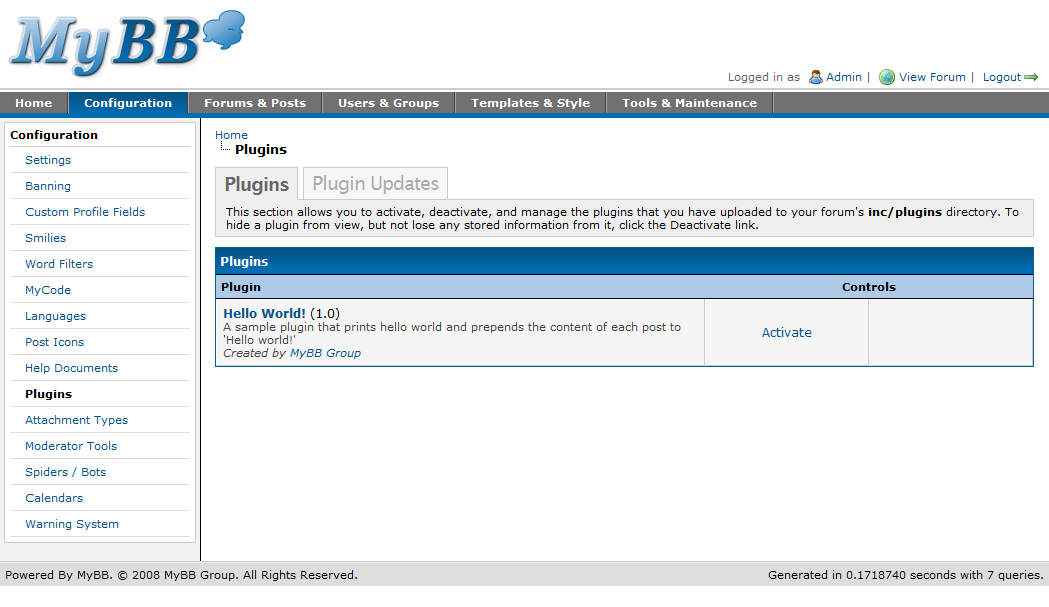 MyBB
Logged in as Admin | View Forum | Logout
Home Configuration Forums & Posts Users & Groups Templates & Style Tools & Maintenance
Configuration
Settings
Banning
Custom Profile Fields
Smilies
Word Filters
MyCode
Languages
Post Icons
Help Documents
Plugins
Attachment Types
Moderator Tools
Spiders / Bots
Calendars
Warning System
Home
Plugins
Plugins Plugin Updates
This section allows you to activate, deactivate, and manage the plugins that you have uploaded to your forum's inc/plugins directory. To
hide a plugin from view, but not lose any stored information from it, click the Deactivate link.
Plugins
Plugin Controls
Hello World! (1.0)
A sample plugin that prints hello world and prepends the content of each post to
'Hello world!'
Created by MyBB Group
Activate
Powered By MyBB. © 2008 MyBB Group. All Rights Reserved.
Generated in 0.1718740 seconds with 7 queries.